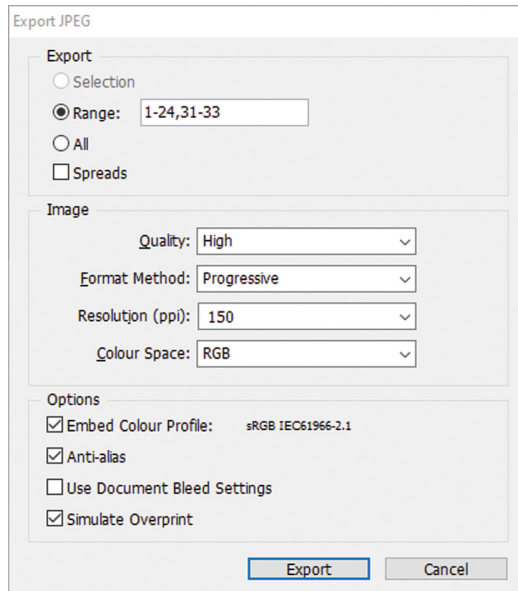 Export JPEG
Export
Selection
Range: 1-24,31-33
All
Spreads
Image
Quality: High
Format Method: Progressive
Resolution (ppi): 150
Colour Space: RGB
Options
Embed Colour Profile: sRGB IEC61966-2.1
Anti-alias
Use Document Bleed Settings
Simulate Overprint
Export Cancel